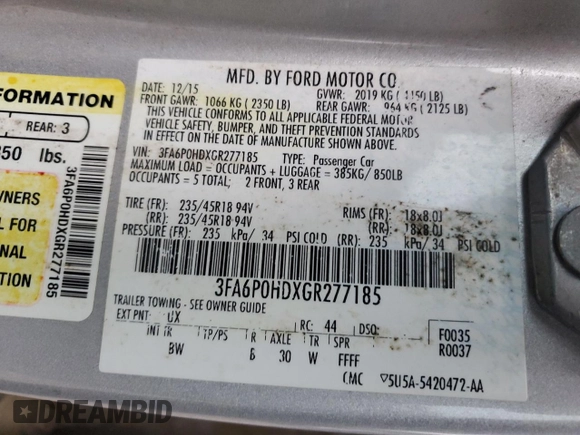 MFD. BY FORD MOTOR CO
DATE: 12/15 GVWR: 2019 KG ( 4450 LB)
FRONT GAWR: 1066 KG ( 2350 LB) REAR GAWR: 964 KG ( 2125 LB)
THIS VEHICLE CONFORMS TO ALL APPLICABLE FEDERAL MOTOR
VEHICLE SAFETY, BUMPER, AND THEFT PREVENTION STANDARDS
IN EFFECT ON THE DATE OF MANUFACTURE SHOWN ABOVE.
VIN: 3FA6P0HDXGR277185 TYPE: Passenger Car
MAXIMUM LOAD = OCCUPANTS + LUGGAGE = 385KG/ 850LB
OCCUPANTS = 5 TOTAL; 2 FRONT, 3 REAR
TIRE (FR): 235/45R18 94V RIMS (FR): 18x8.0J
(RR): 235/45R18 94V (RR): 18x8.0J
PRESSURE (FR): 235 kPa/ 34 PSI COLD (RR): 235 kPa/ 34 PSI COLD
3FA6P0HDXGR277185
TRAILER TOWING - SEE OWNER GUIDE
EXT PNT: UX RC: 44 DSO: F0035
INT TR TP/PS R AXLE TR SPR R0037
BW B 30 W FFFF
CMC ▽5U5A-5420472-AA
FORMATION
REAR: 3
850 lbs.
WNERS
L FOR
ONAL
ION
3FA6P0HDXGR277185
DREAMBID